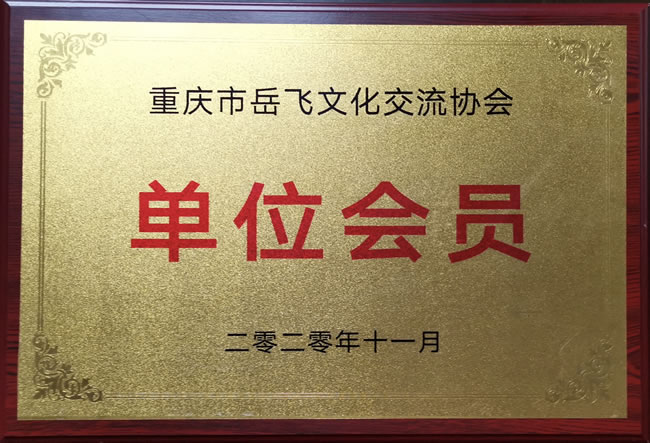 重庆市岳飞文化交流协会
单位会员
二零二零年十一月